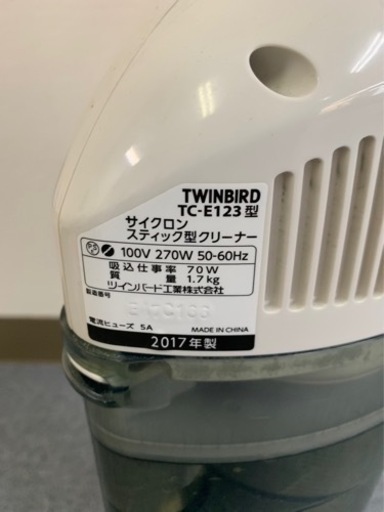 TWINBIRD
TC-E123型
サイクロン
スティック型クリーナー
100V 270W 50-60Hz
吸込仕事率 70W
質量 1.7kg
ツインバード工業株式会社
製造番号
電流ヒューズ 5A MADE IN CHINA
2017年製